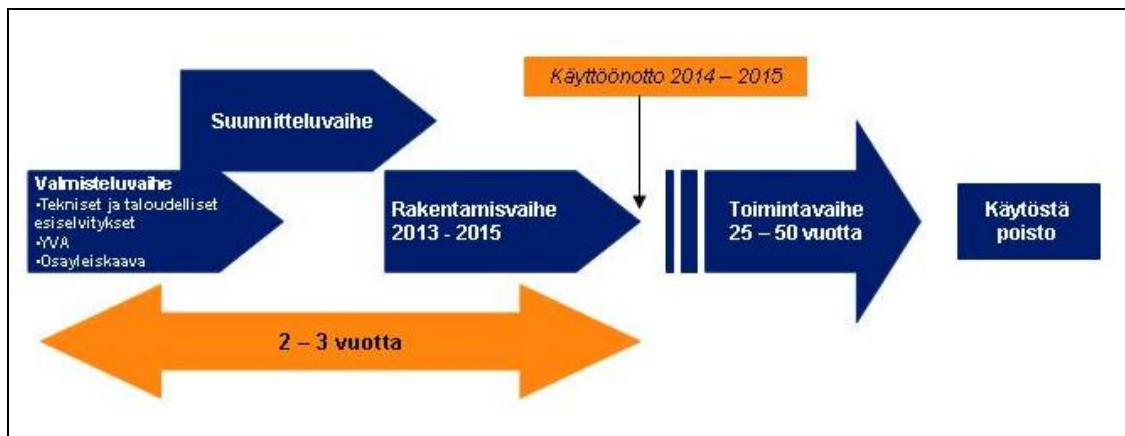 Käyttöönotto 2014 – 2015
Suunnitteluvaihe
Valmisteluvaihe
•Tekniset ja taloudelliset
esiselvitykset
•YVA
•Osayleiskaava
Rakentamisvaihe
2013 - 2015
Toimintavaihe
25 – 50 vuotta
Käytöstä
poisto
2 – 3 vuotta